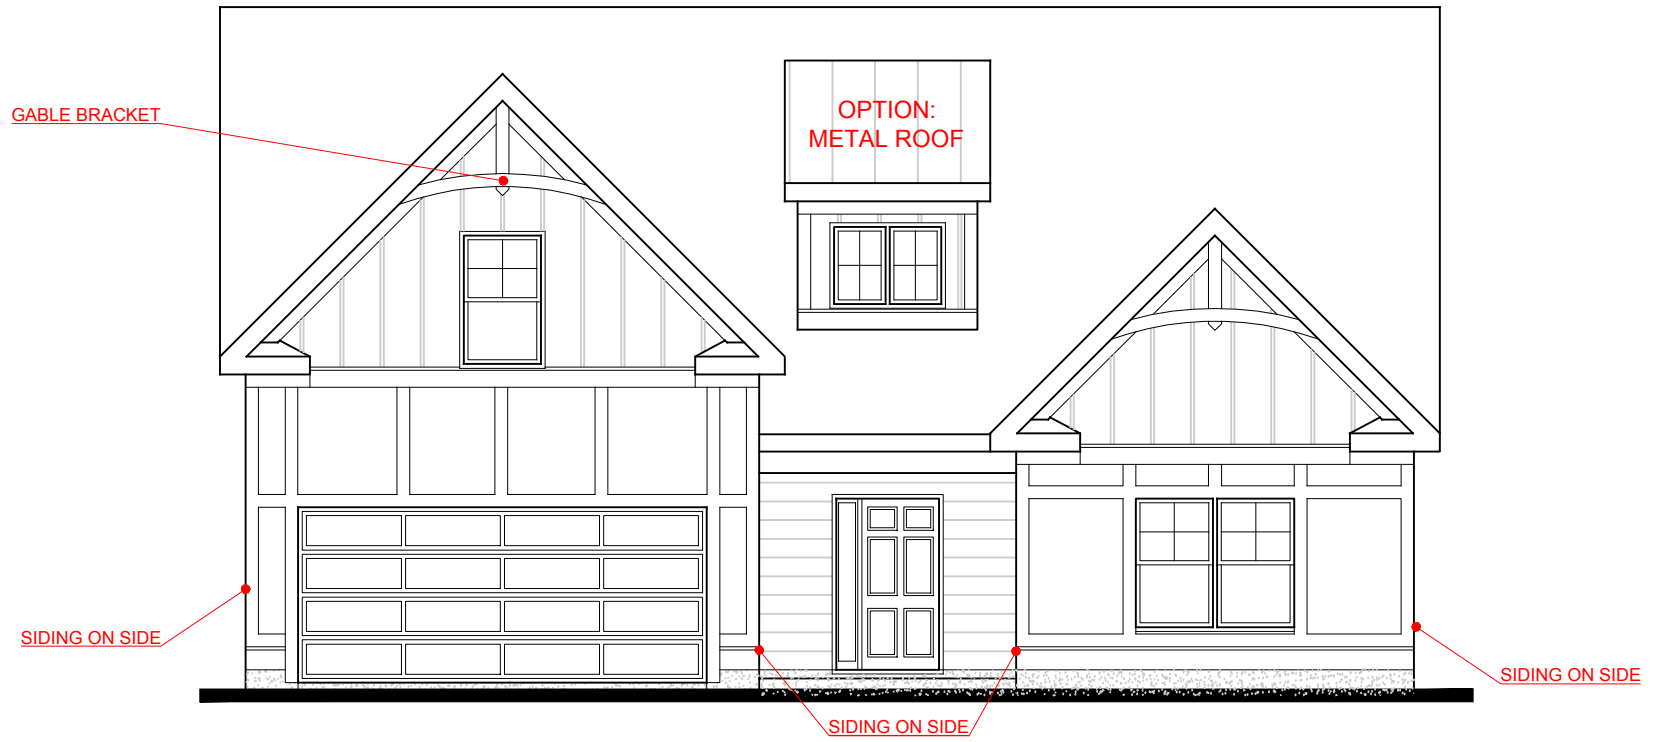 GABLE BRACKET
OPTION:
METAL ROOF
SIDING ON SIDE
SIDING ON SIDE
SIDING ON SIDE